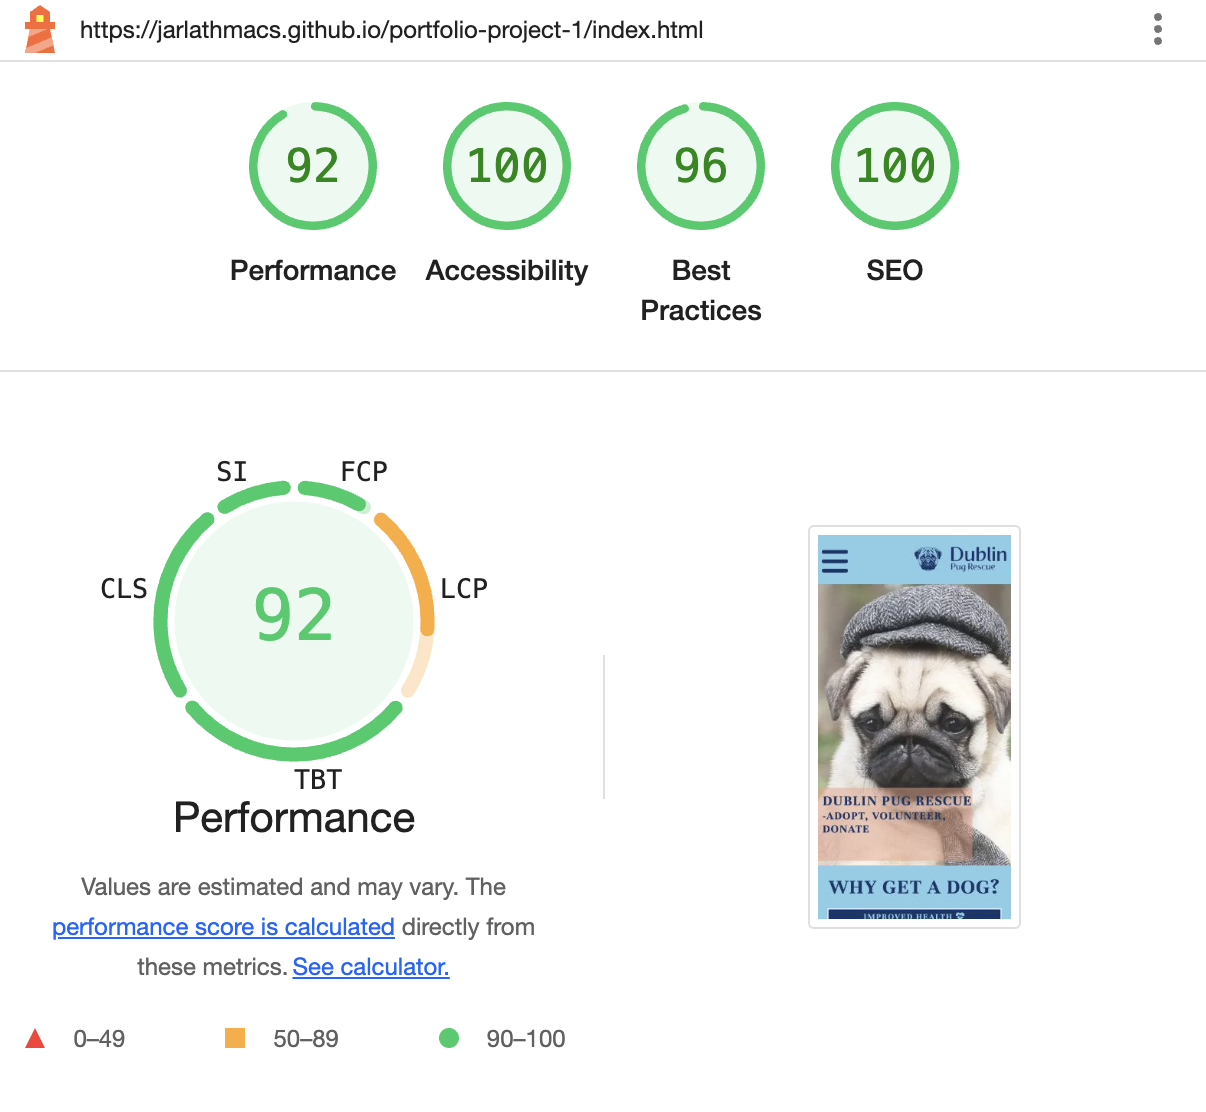 https://jarlathmacs.github.io/portfolio-project-1/index.html
92
100
96
100
Performance
Accessibility
Best
Practices
SEO
SI
FCP
CLS
92
LCP
TBT
Performance
Values are estimated and may vary. The
performance score is calculated directly from
these metrics. See calculator.
0–49
50–89
90–100
Dublin
Pug Rescue
DUBLIN PUG RESCUE
-ADOPT, VOLUNTEER,
DONATE
WHY GET A DOG?
IMPROVED HEALTH